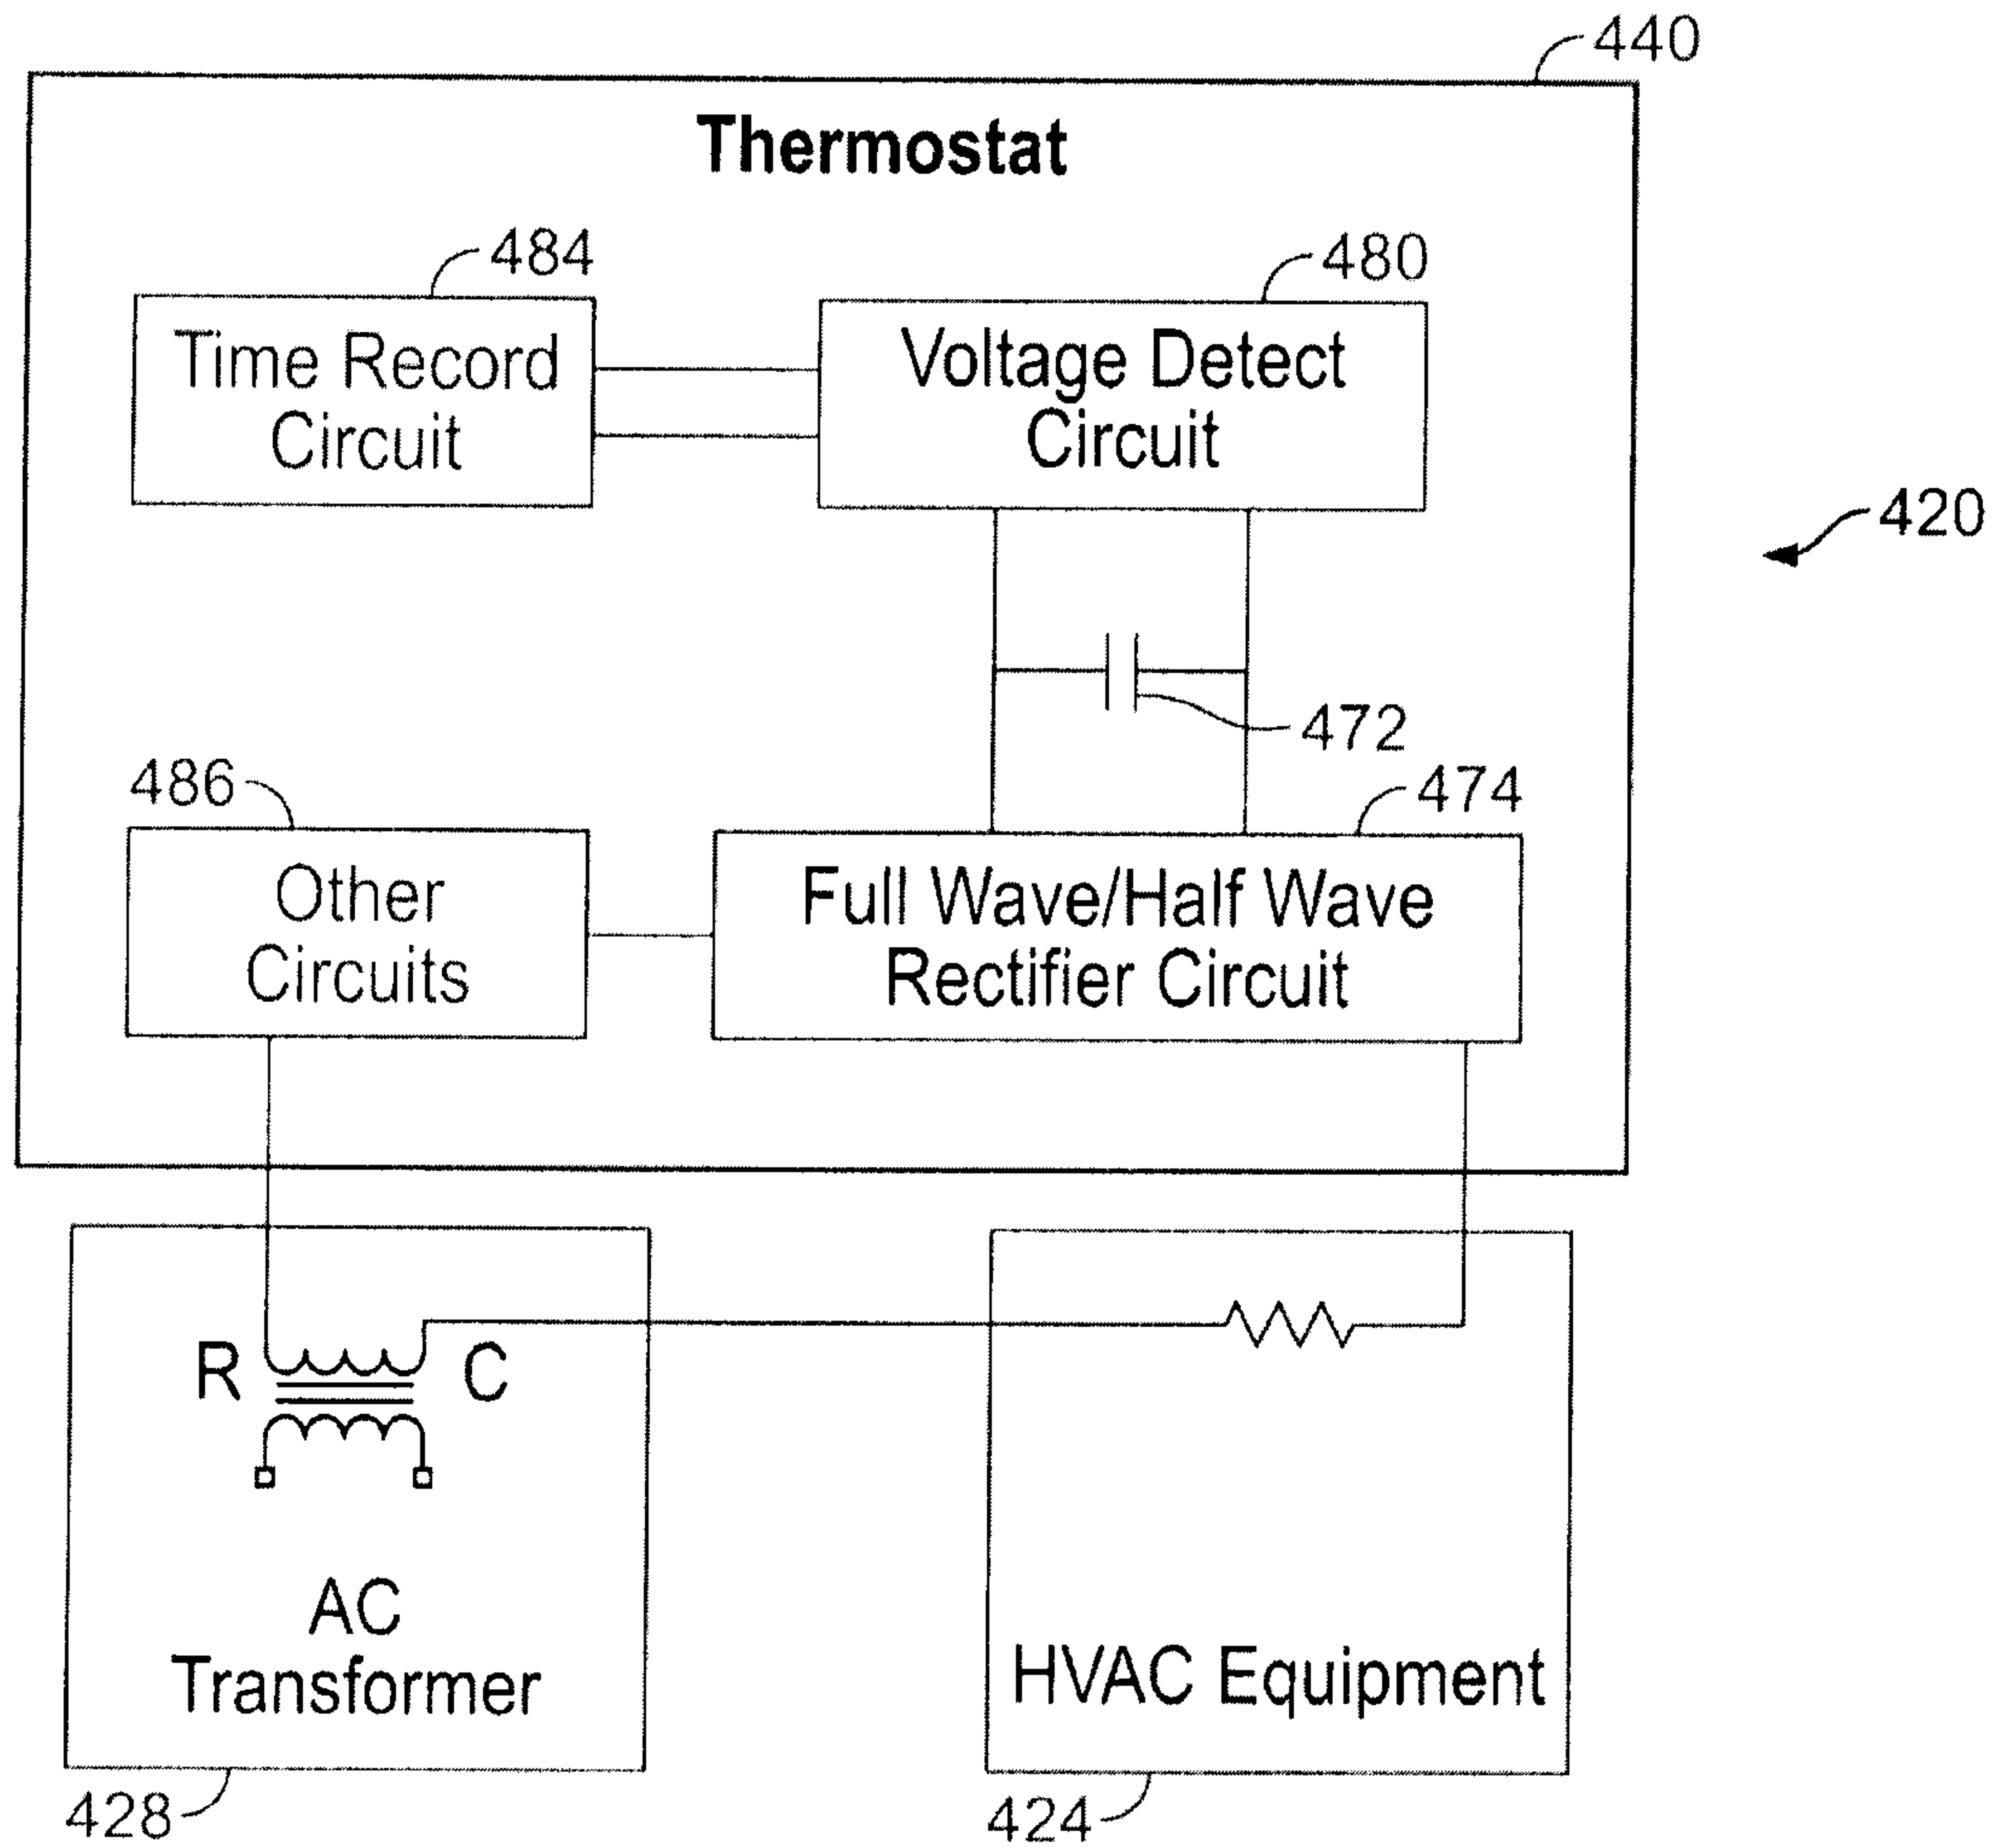 440
Thermostat
484
480
Time Record
Circuit
Voltage Detect
Circuit
420
472
486
474
Other
Circuits
Full Wave/Half Wave
Rectifier Circuit
R
C
AC
Transformer
HVAC Equipment
428
424